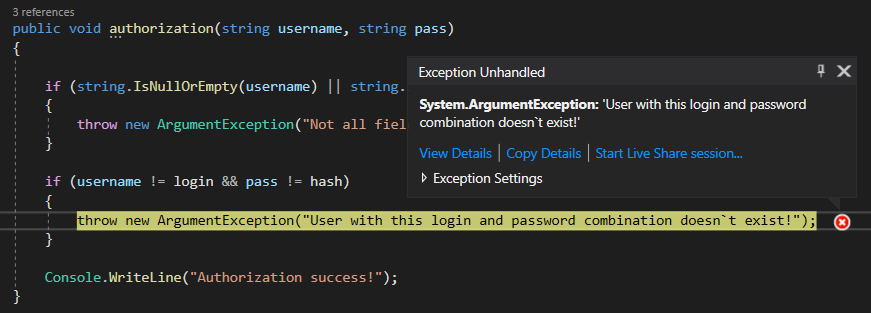 3 references
public void authorization(string username, string pass)
{
if (string.IsNullOrEmpty(username) || string.
{
throw new ArgumentException("Not all fiel
}
if (username != login && pass != hash)
{
throw new ArgumentException("User with this login and password combination doesn`t exist!");
}
Console.WriteLine("Authorization success!");
}
Exception Unhandled
System.ArgumentException: 'User with this login and password
combination doesn`t exist!'
View Details | Copy Details | Start Live Share session...
Exception Settings